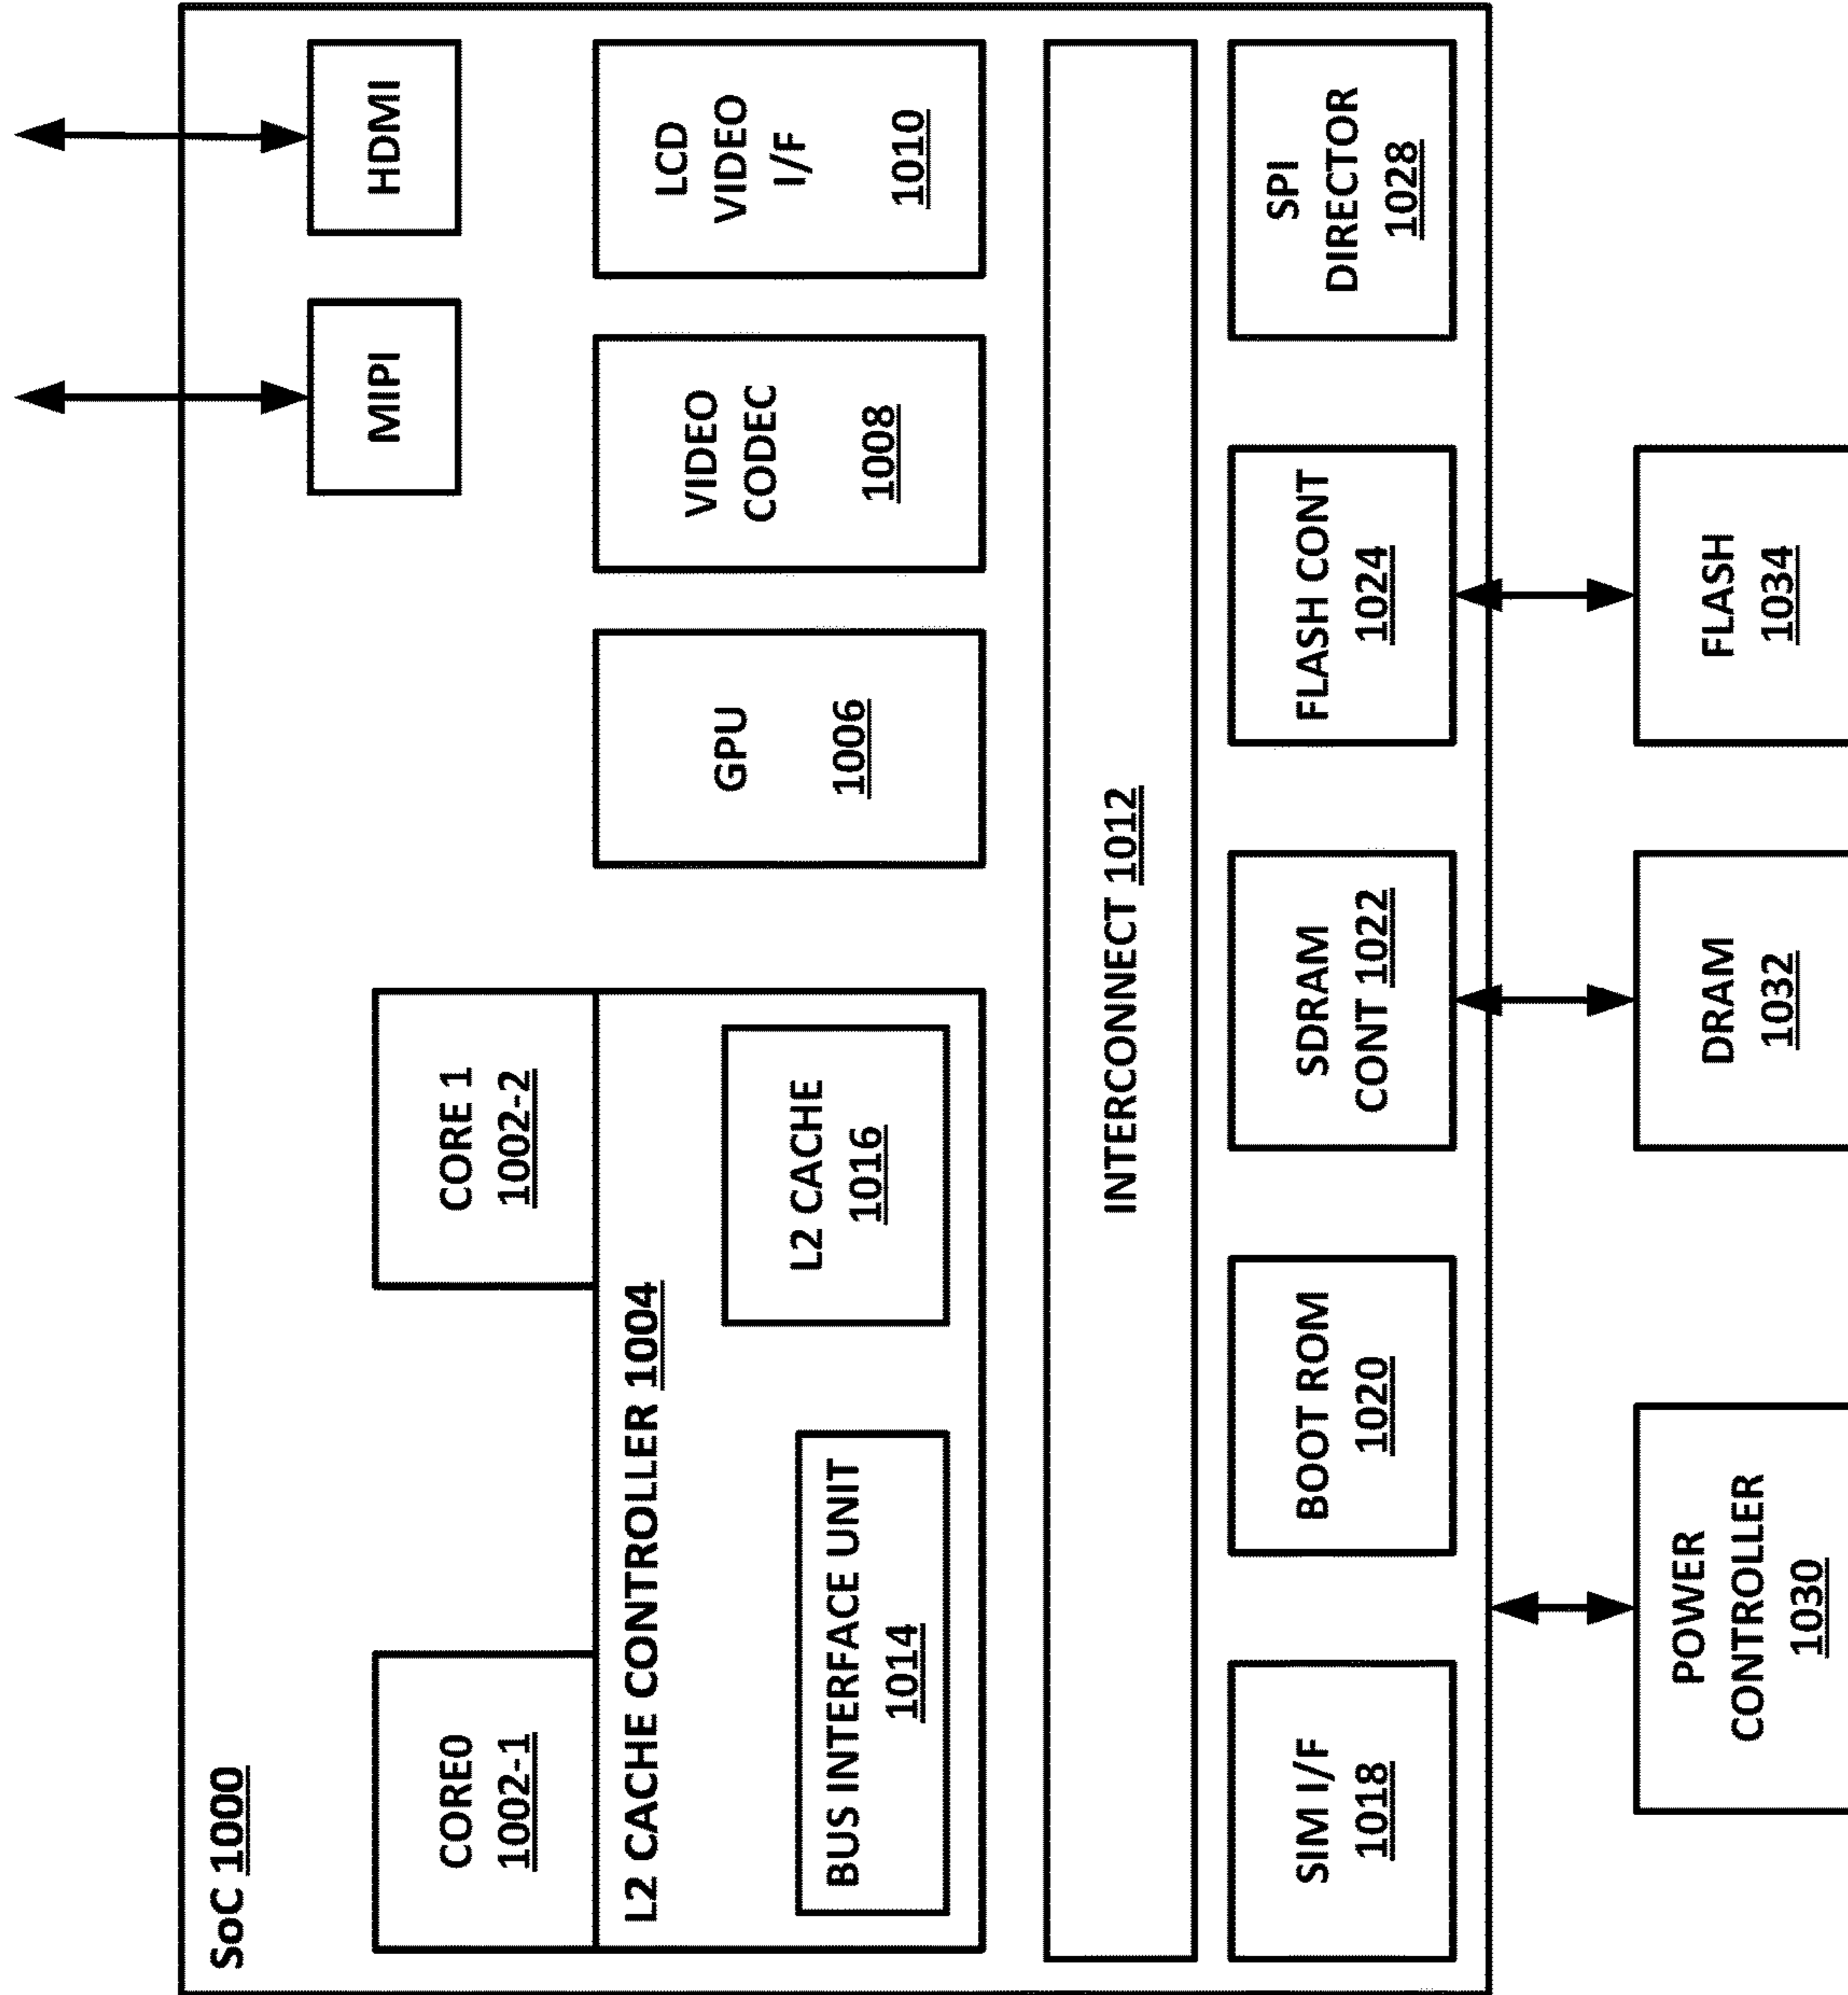 SoC 1000
MIPI
HDMI
CORE0
1002-1
CORE 1
1002-2
L2 CACHE CONTROLLER 1004
BUS INTERFACE UNIT
1014
L2 CACHE
1016
GPU
1006
VIDEO
CODEC
1008
LCD
VIDEO
I/F
1010
INTERCONNECT 1012
SIM I/F
1018
BOOT ROM
1020
SDRAM
CONT 1022
FLASH CONT
1024
SPI
DIRECTOR
1028
POWER
CONTROLLER
1030
DRAM
1032
FLASH
1034